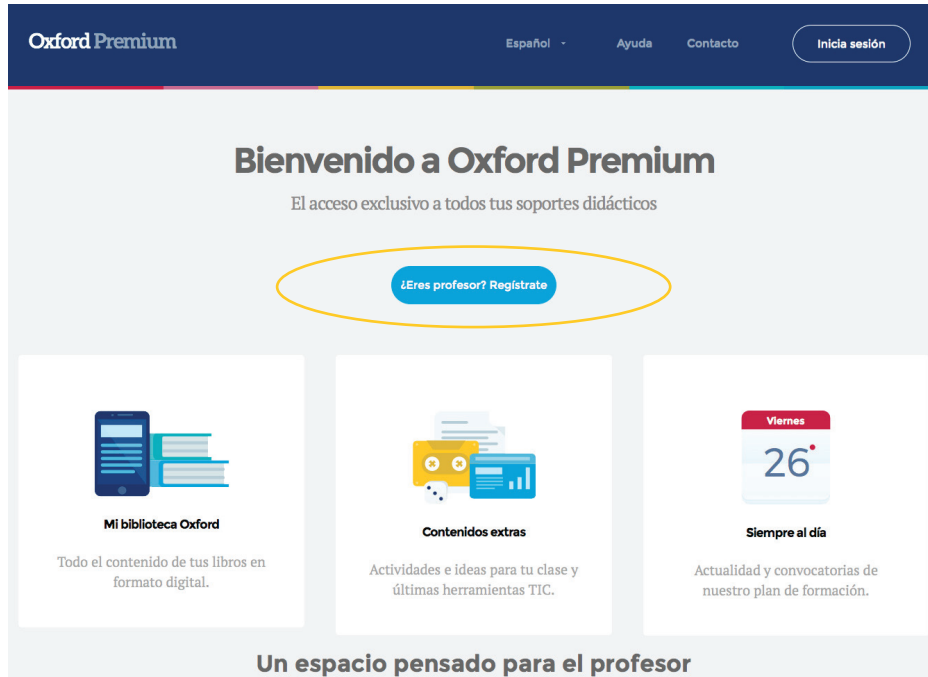 Oxford Premium
Español
Ayuda
Contacto
Inicia sesión
Bienvenido a Oxford Premium
El acceso exclusivo a todos tus soportes didácticos
¿Eres profesor? Regístrate
Mi biblioteca Oxford
Todo el contenido de tus libros en
formato digital.
Contenidos extras
Actividades e ideas para tu clase y
últimas herramientas TIC.
Viernes
26
Siempre al día
Actualidad y convocatorias de
nuestro plan de formación.
Un espacio pensado para el profesor